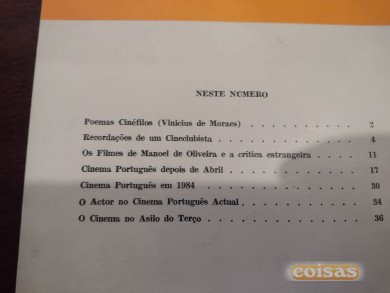 NESTE NÚMERO
Poemas Cinéfilos (Vinicius de Moraes) . . . . . . . . . . . 2
Recordações de um Cineclubista . . . . . . . . . . . . 4
Os Filmes de Manoel de Oliveira e a crítica estrangeira . . . . 11
Cinema Português depois de Abril . . . . . . . . . . . . 17
Cinema Português em 1984 . . . . . . . . . . . . . 30
O Actor no Cinema Português Actual . . . . . . . . . . . 34
O Cinema no Asilo do Terço . . . . . . . . . . . . . 36
coisas